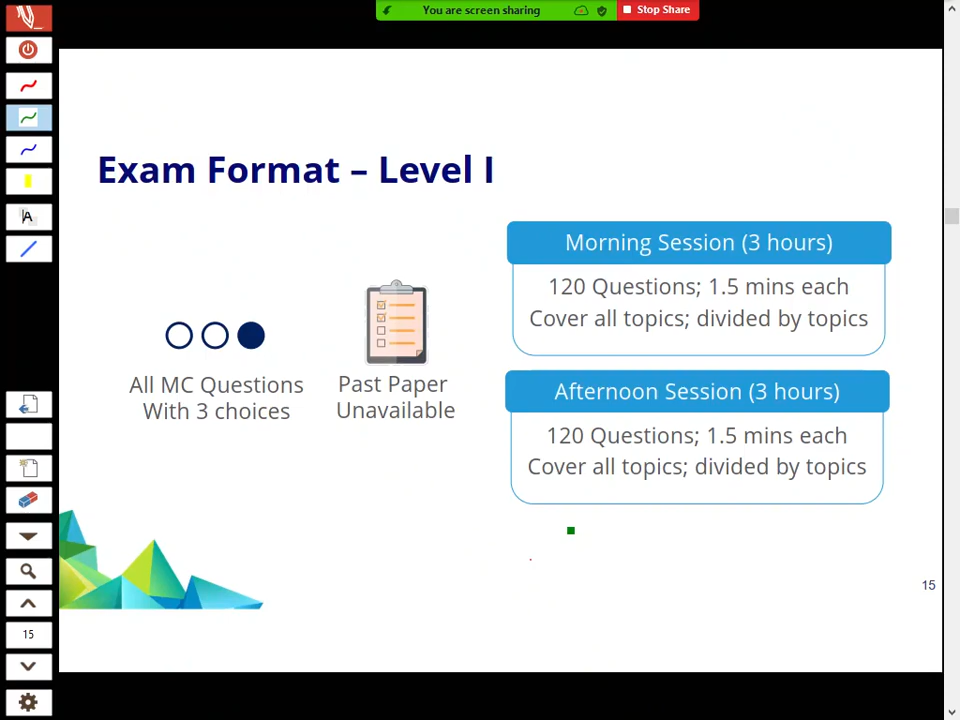 You are screen sharing
Stop Share
A
Exam Format – Level I
All MC Questions
With 3 choices
Past Paper
Unavailable
Morning Session (3 hours)
120 Questions; 1.5 mins each
Cover all topics; divided by topics
Afternoon Session (3 hours)
120 Questions; 1.5 mins each
Cover all topics; divided by topics
15
15